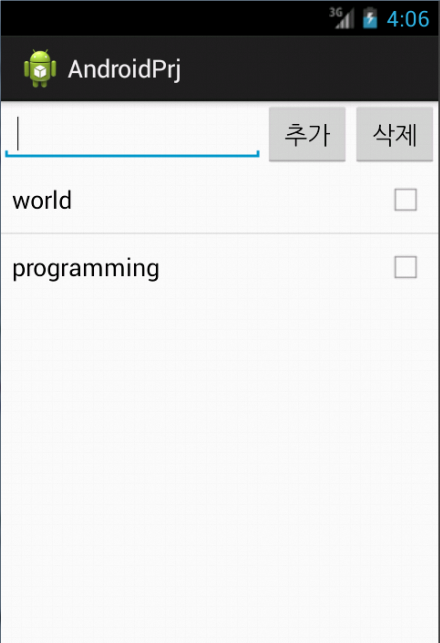 3G 4:06
AndroidPrj
추가 삭제
world
programming